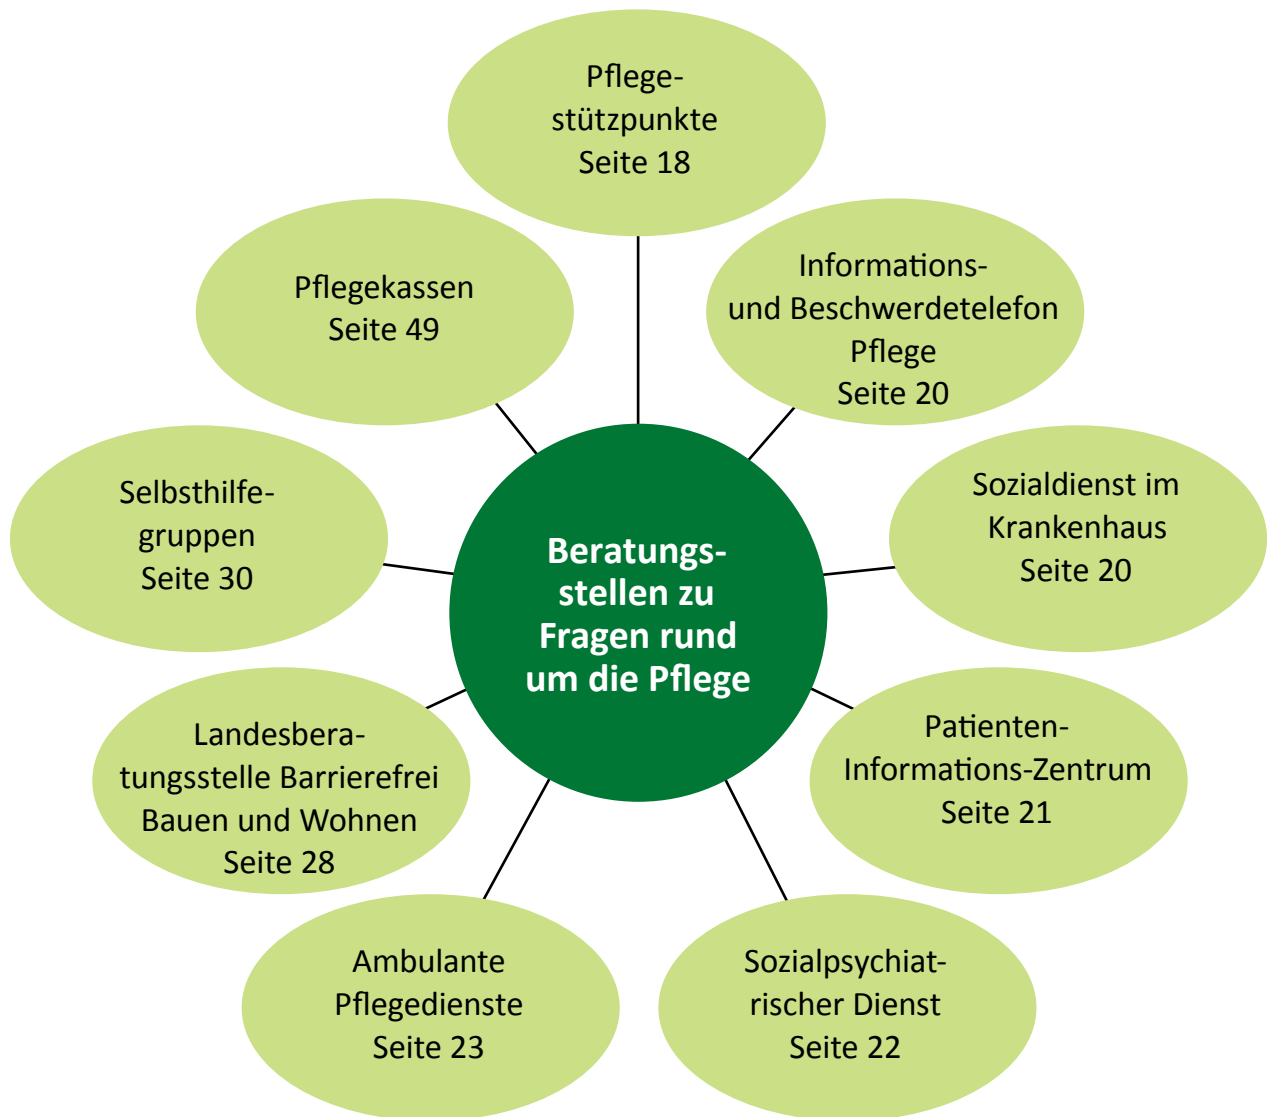 Pflege-
stützpunkte
Seite 18
Informations-
und Beschwerdetelefon
Pflege
Seite 20
Sozialdienst im
Krankenhaus
Seite 20
Patienten-
Informations-Zentrum
Seite 21
Sozialpsychiat-
rischer Dienst
Seite 22
Ambulante
Pflegedienste
Seite 23
Landesbera-
tungsstelle Barrierefrei
Bauen und Wohnen
Seite 28
Selbsthilfe-
gruppen
Seite 30
Pflegekassen
Seite 49
Beratungs-
stellen zu
Fragen rund
um die Pflege